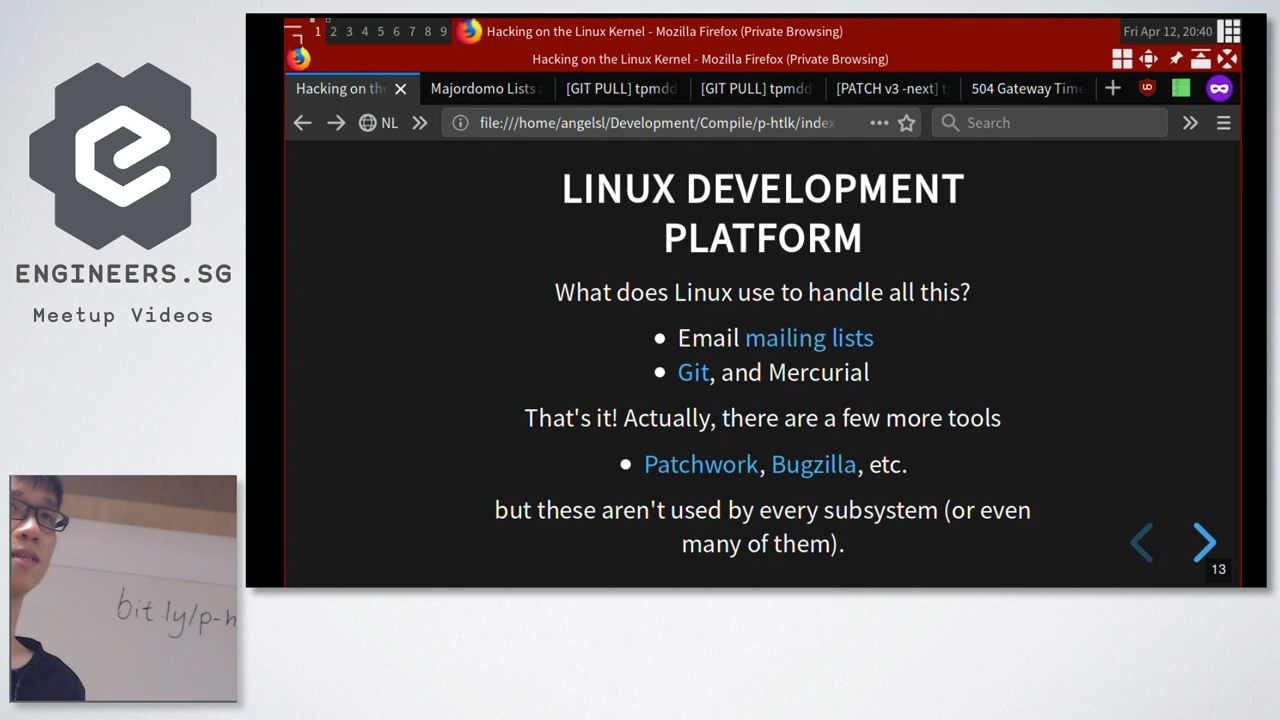 1 2 3 4 5 6 7 8 9 Hacking on the Linux Kernel - Mozilla Firefox (Private Browsing) Fri Apr 12, 20:40
Hacking on the Linux Kernel - Mozilla Firefox (Private Browsing)
Hacking on the Majordomo Lists [GIT PULL] tpmdd [GIT PULL] tpmdd [PATCH v3 -next] 504 Gateway Time
NL file:///home/angelsl/Development/Compile/p-htlk/index Search
LINUX DEVELOPMENT
PLATFORM
What does Linux use to handle all this?
Email mailing lists
Git, and Mercurial
That's it! Actually, there are a few more tools
Patchwork, Bugzilla, etc.
but these aren't used by every subsystem (or even
many of them).
13
ENGINEERS.SG
Meetup Videos
bit.ly/p-h